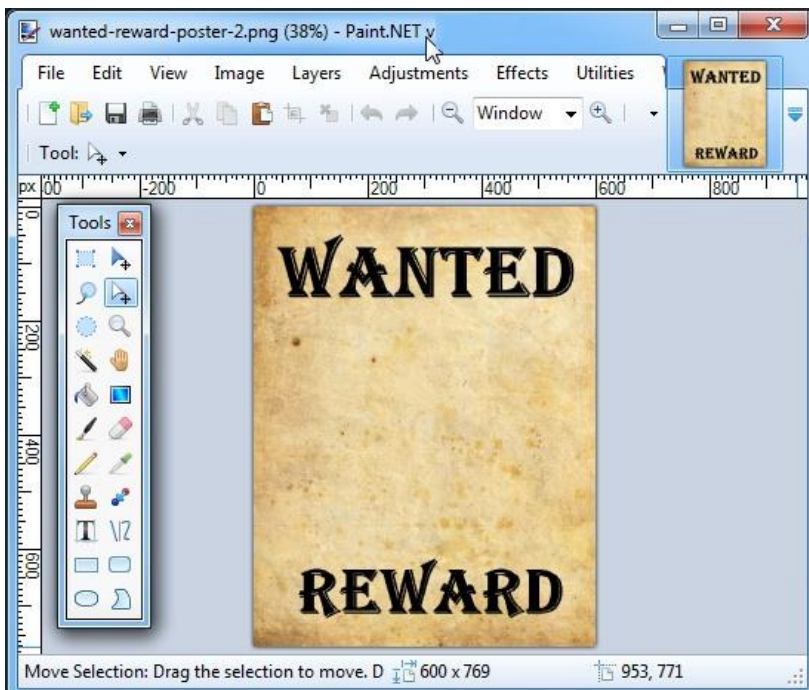 wanted-reward-poster-2.png (38%) - Paint.NET v
File Edit View Image Layers Adjustments Effects Utilities
WANTED
REWARD
Window
Tool:
px 00 -200 0 200 400 600 800
Tools
0
200
400
600
WANTED
REWARD
Move Selection: Drag the selection to move. D 600 x 769 953, 771